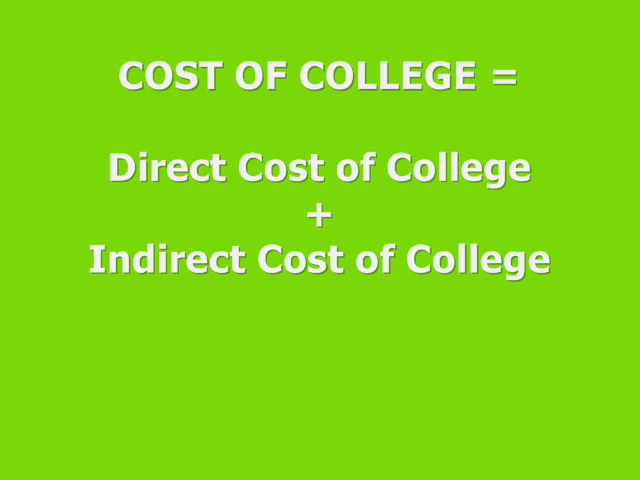 COST OF COLLEGE =
Direct Cost of College
+
Indirect Cost of College